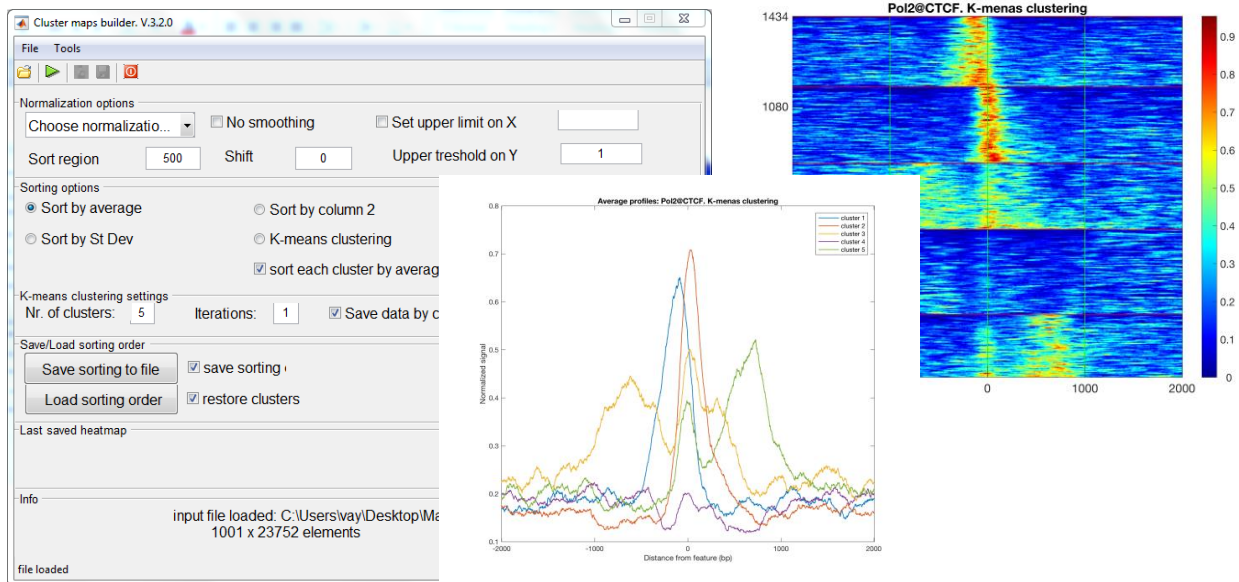 Cluster maps builder. V.3.2.0
File Tools
Normalization options
Choose normalizatio...
No smoothing
Set upper limit on X
Sort region 500 Shift 0 Upper treshold on Y 1
Sorting options
Sort by average Sort by column 2
Sort by St Dev K-means clustering
sort each cluster by averag
K-means clustering settings
Nr. of clusters: 5 Iterations: 1 Save data by c
Save/Load sorting order
Save sorting to file save sorting
Load sorting order restore clusters
Last saved heatmap
Info
input file loaded: C:\Users\vay\Desktop\Ma
1001 x 23752 elements
file loaded
Average profiles: Pol2@CTCF. K-menas clustering
cluster 1
cluster 2
cluster 3
cluster 4
cluster 5
Normalized signal
0.8
0.7
0.6
0.5
0.4
0.3
0.2
0.1
-2000 -1000 0 1000 2000
Distance from feature (bp)
Pol2@CTCF. K-menas clustering
1434
1080
0 1000 2000
0.9
0.8
0.7
0.6
0.5
0.4
0.3
0.2
0.1
0